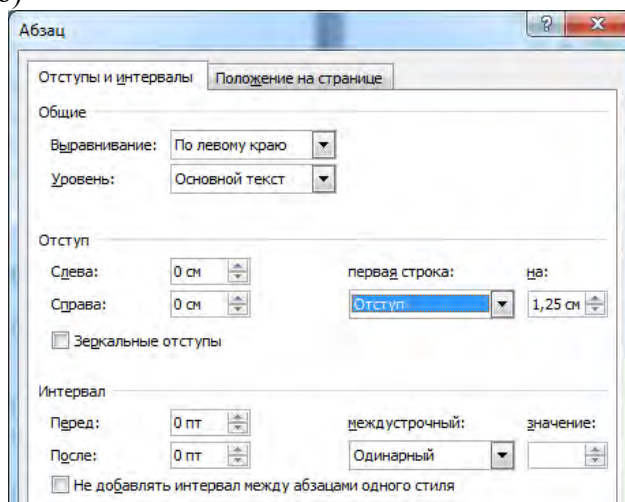 в)
Абзац
Отступы и интервалы Положение на странице
Общие
Выравнивание: По левому краю
Уровень: Основной текст
Отступ
Слева: 0 см первая строка: на:
Справа: 0 см Отступ 1,25 см
Зеркальные отступы
Интервал
Перед: 0 пт междустрочный: значение:
После: 0 пт Одинарный
Не добавлять интервал между абзацами одного стиля